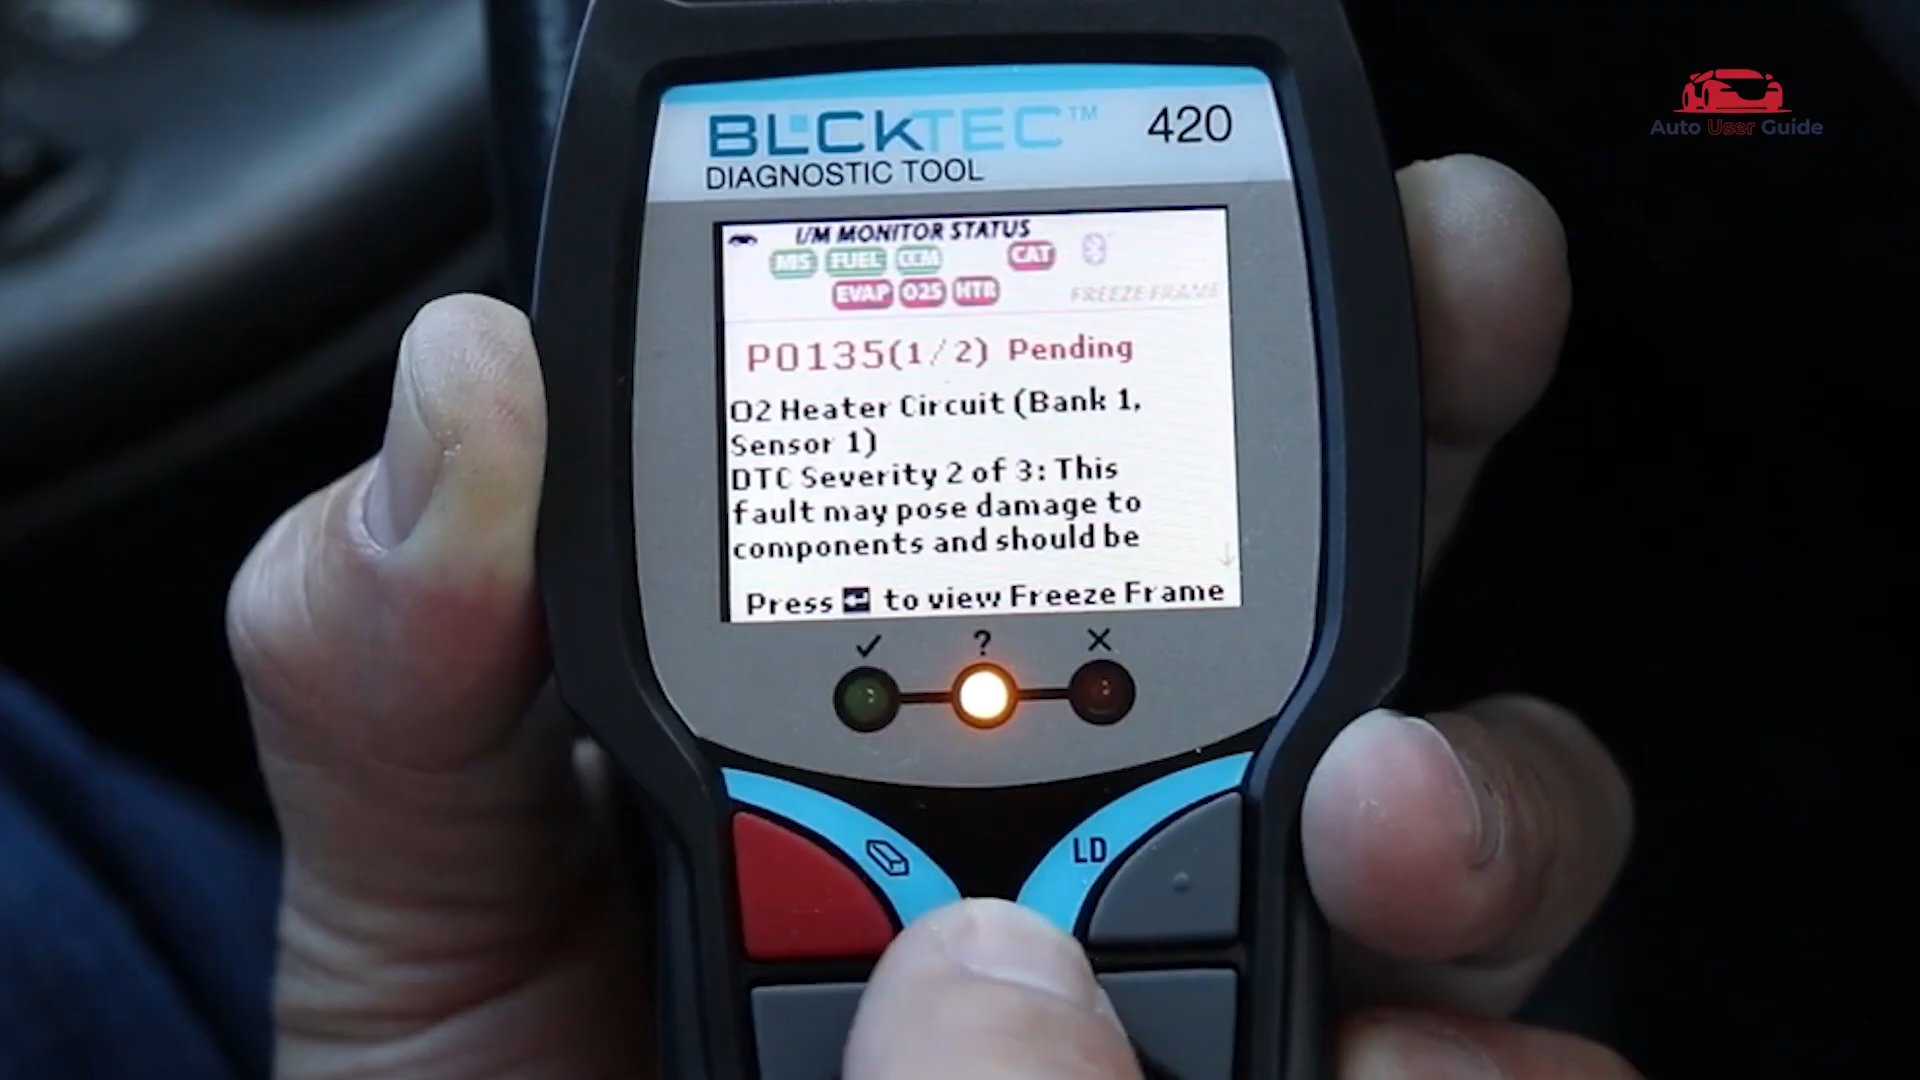 BLCKTEC™ 420
DIAGNOSTIC TOOL
Auto User Guide
I/M MONITOR STATUS
MIS FUEL CCM CAT
EVAP O2S HTR FREEZE FRAME
P0135(1/2) Pending
O2 Heater Circuit (Bank 1,
Sensor 1)
DTC Severity 2 of 3: This
fault may pose damage to
components and should be
Press to view Freeze Frame
?
LD